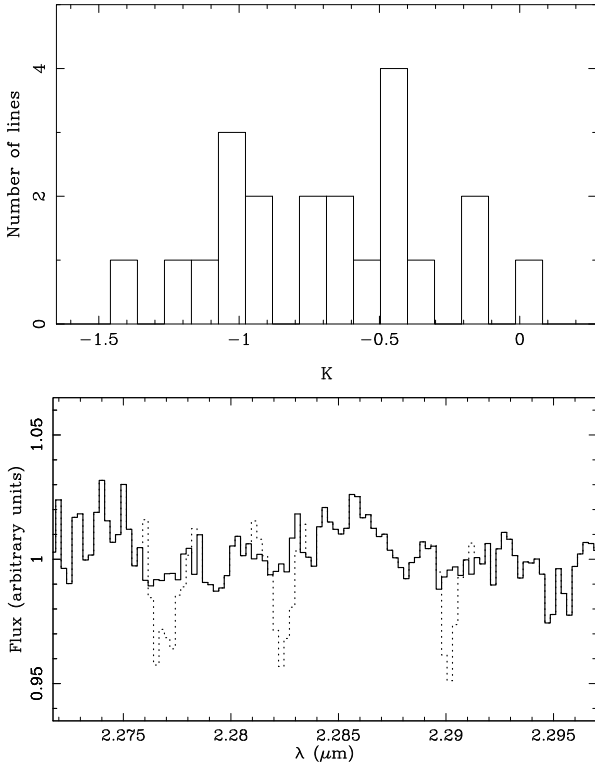 4
2
0
Number of lines
−1.5 −1 −0.5 0
K
1.05
1
0.95
Flux (arbitrary units)
2.275 2.28 2.285 2.29 2.295
λ (μm)